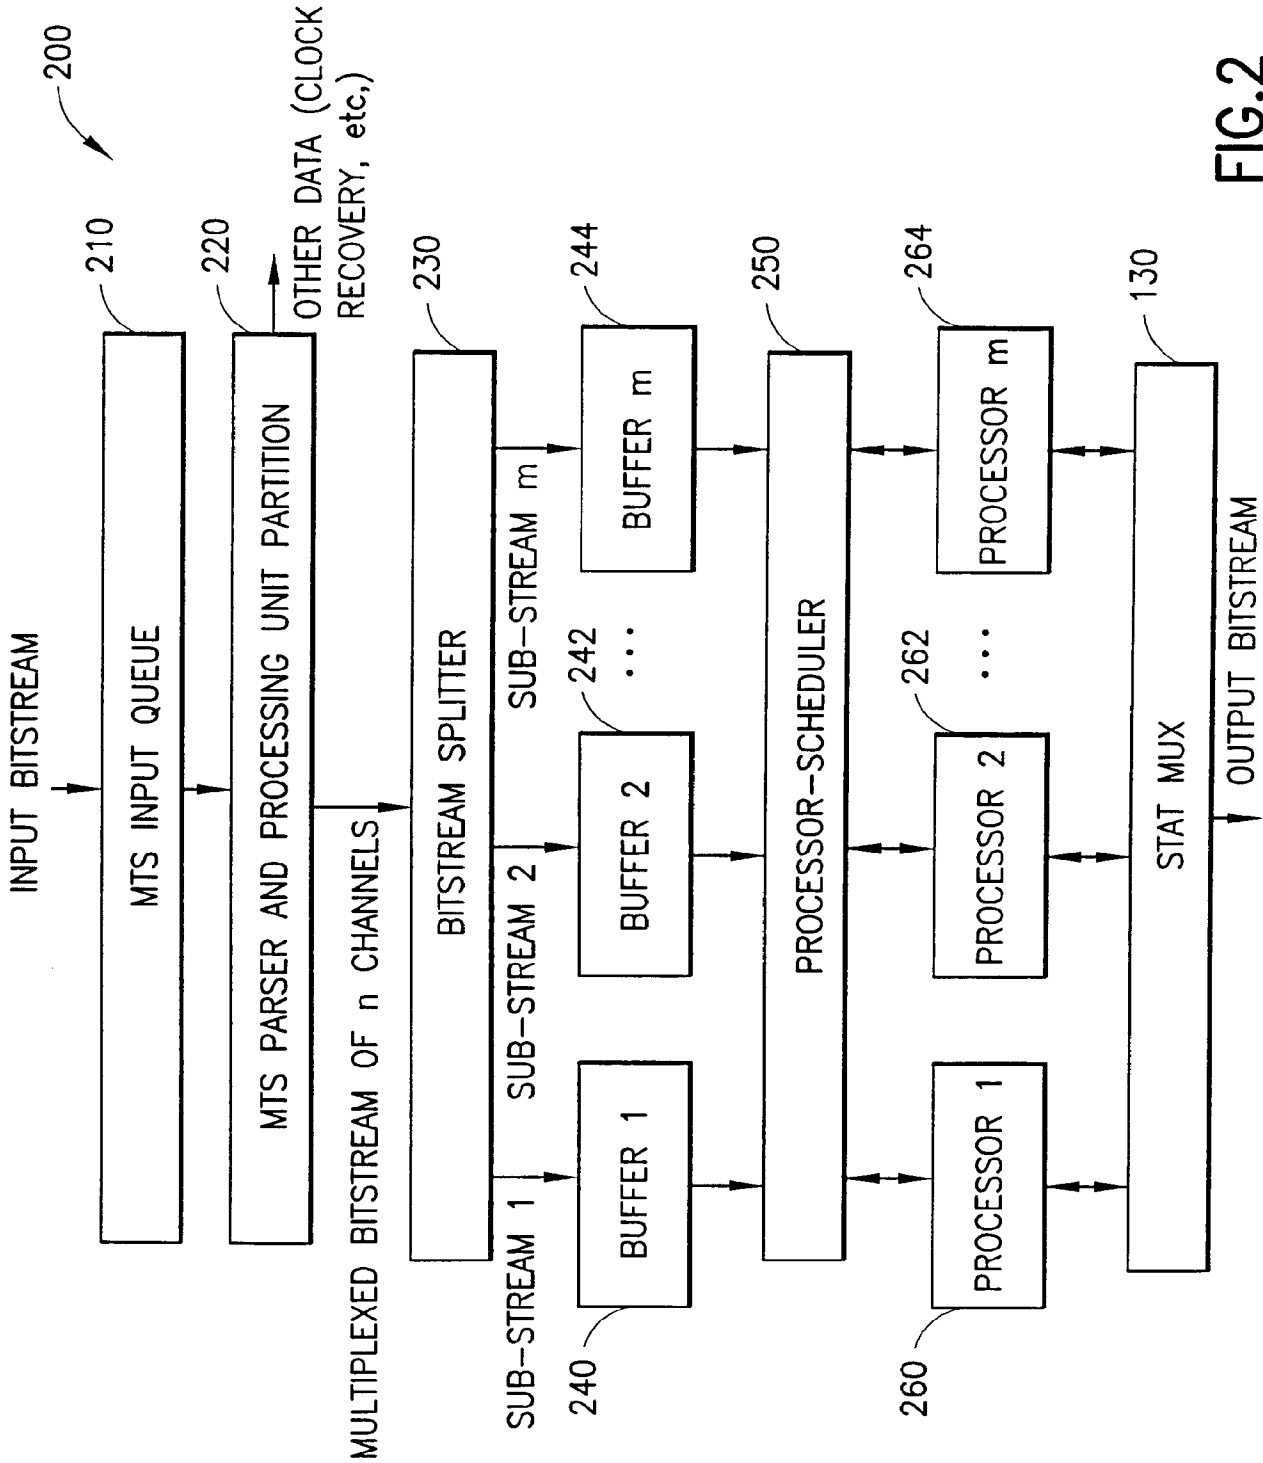 200
INPUT BITSTREAM
210
MTS INPUT QUEUE
220
MTS PARSER AND PROCESSING UNIT PARTITION
OTHER DATA (CLOCK
RECOVERY, etc,)
MULTIPLEXED BITSTREAM OF n CHANNELS
230
BITSTREAM SPLITTER
SUB-STREAM 1
SUB-STREAM 2
SUB-STREAM m
240
BUFFER 1
242
BUFFER 2
...
244
BUFFER m
250
PROCESSOR-SCHEDULER
260
PROCESSOR 1
262
PROCESSOR 2
...
264
PROCESSOR m
130
STAT MUX
OUTPUT BITSTREAM
FIG.2